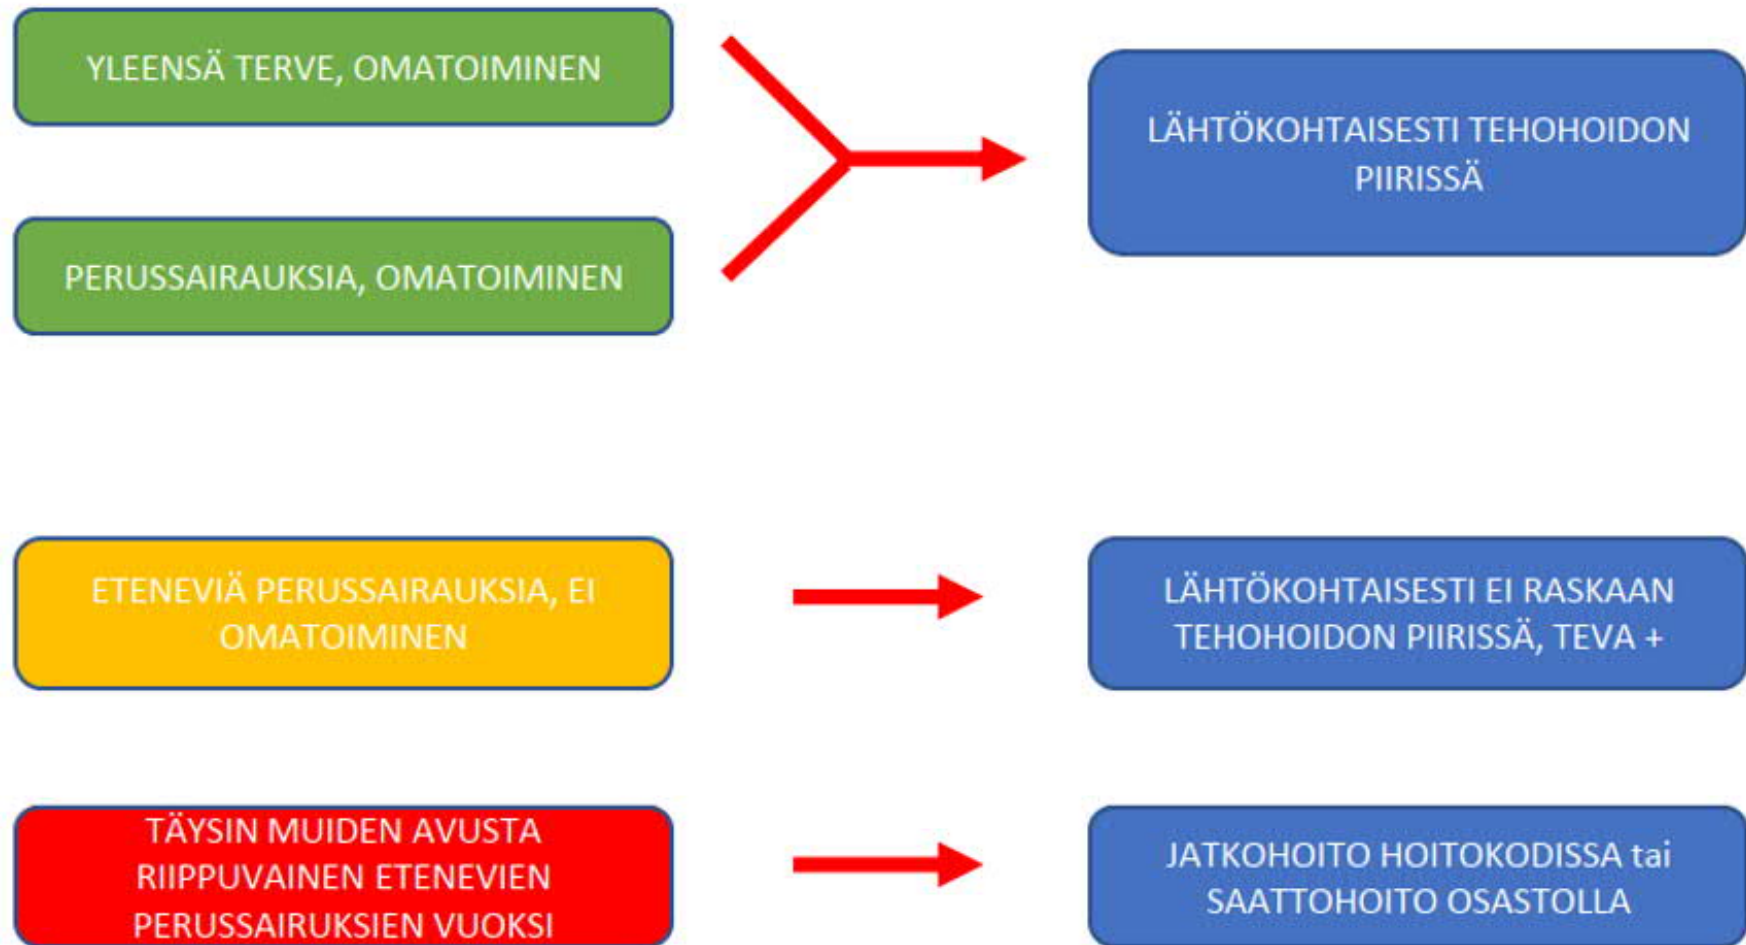 YLEENSÄ TERVE, OMATOIMINEN
LÄHTÖKOHTAISESTI TEHOHOIDON
PIIRISSÄ
PERUSSAIRAUKSIA, OMATOIMINEN
ETENEVIÄ PERUSSAIRAUKSIA, EI
OMATOIMINEN
LÄHTÖKOHTAISESTI EI RASKAAN
TEHOHOIDON PIIRISSÄ, TEVA +
TÄYSIN MUIDEN AVUSTA
RIIPPUVAINEN ETENEVIEN
PERUSSAIRUKSIEN VUOKSI
JATKOHOITO HOITOKODISSA tai
SAATTOHOITO OSASTOLLA